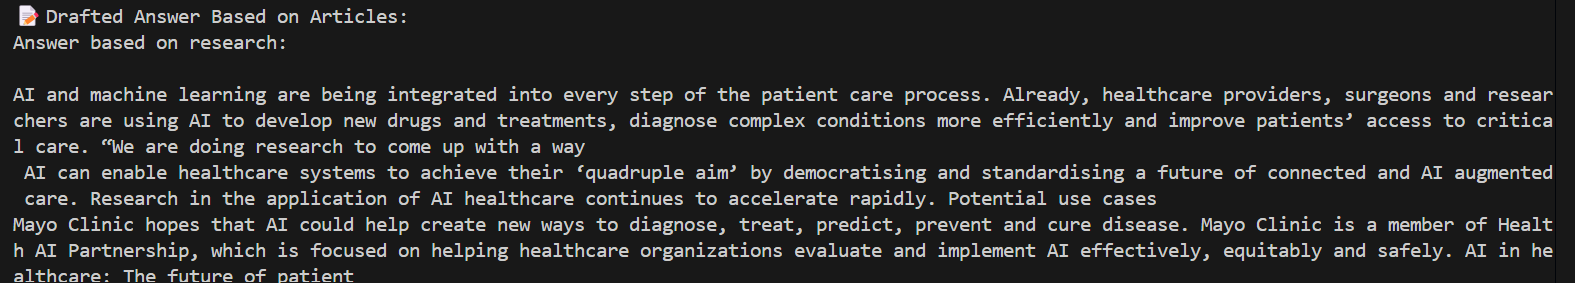 📝 Drafted Answer Based on Articles:
Answer based on research:

AI and machine learning are being integrated into every step of the patient care process. Already, healthcare providers, surgeons and resear
chers are using AI to develop new drugs and treatments, diagnose complex conditions more efficiently and improve patients’ access to critica
l care. “We are doing research to come up with a way
 AI can enable healthcare systems to achieve their ‘quadruple aim’ by democratising and standardising a future of connected and AI augmented
 care. Research in the application of AI healthcare continues to accelerate rapidly. Potential use cases
Mayo Clinic hopes that AI could help create new ways to diagnose, treat, predict, prevent and cure disease. Mayo Clinic is a member of Healt
h AI Partnership, which is focused on helping healthcare organizations evaluate and implement AI effectively, equitably and safely. AI in he
althcare: The future of patient